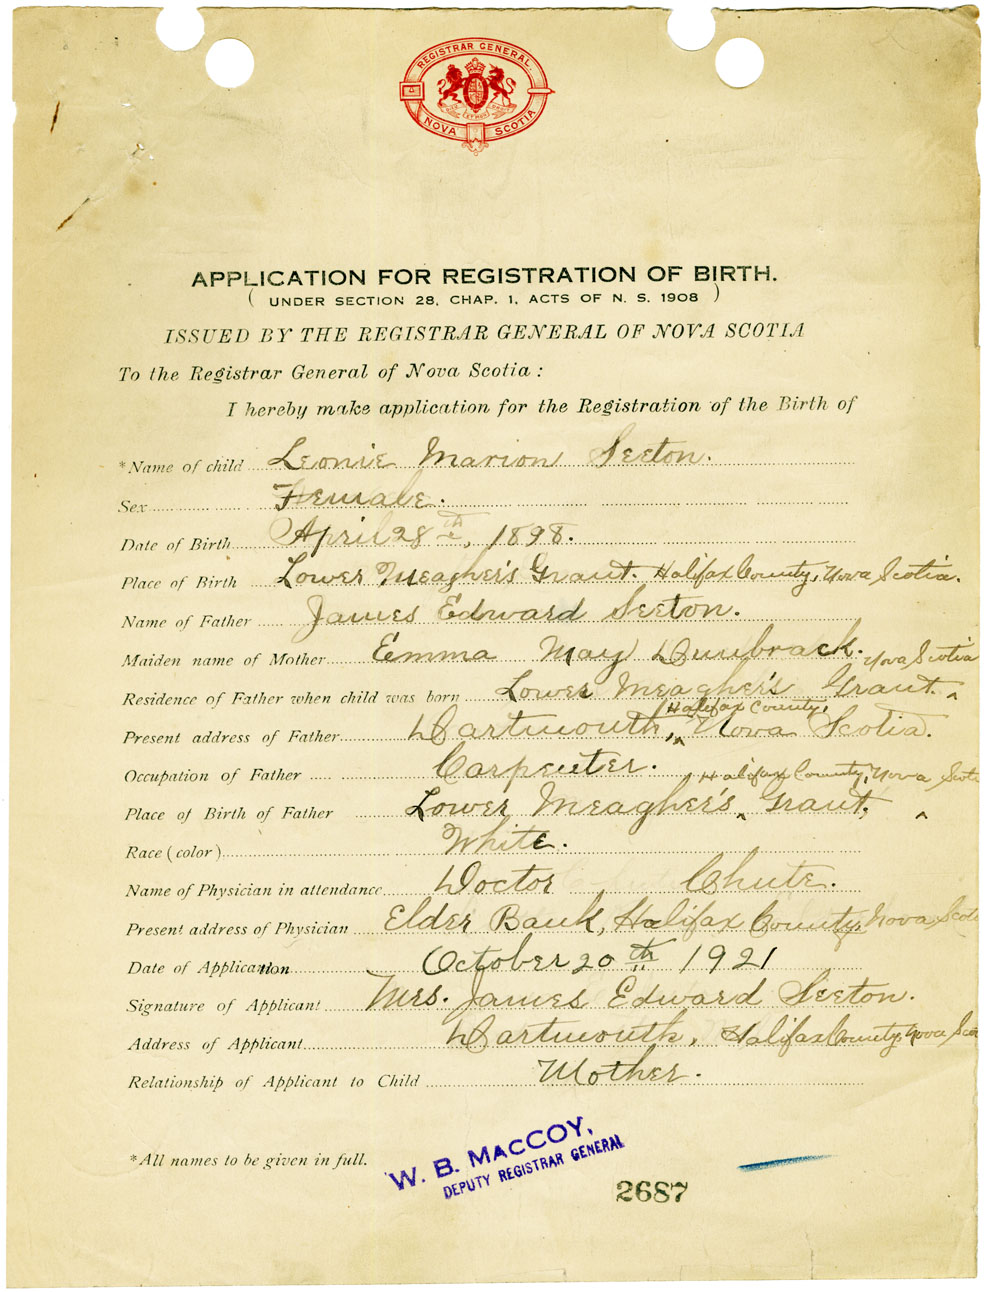 REGISTRAR GENERAL.
NOVA SCOTIA
APPLICATION FOR REGISTRATION OF BIRTH.
( UNDER SECTION 28, CHAP. 1, ACTS OF N. S. 1908 )
ISSUED BY THE REGISTRAR GENERAL OF NOVA SCOTIA
To the Registrar General of Nova Scotia :
I hereby make application for the Registration of the Birth of
*Name of child Leonie Marion Seeton.
Sex Female.
Date of Birth April 28th, 1898.
Place of Birth Lower Meagher's Grant. Halifax County, Nova Scotia.
Name of Father James Edward Seeton.
Maiden name of Mother Emma May Dunbrack.
Nova Scotia
Residence of Father when child was born Lower Meagher's Grant. ^
Halifax County,
Present address of Father Dartmouth, ^ Nova Scotia.
Occupation of Father Carpenter.
Halifax County, Nova Scotia
Place of Birth of Father Lower Meagher's ^ Grant, ^
Race (color) White.
Name of Physician in attendance Doctor Chute.
Present address of Physician Elder Bank, Halifax County, Nova Scotia
Date of Application October 20th 1921
Signature of Applicant Mrs. James Edward Seeton.
Address of Applicant Dartmouth, Halifax County, Nova Scotia
Relationship of Applicant to Child Mother.
*All names to be given in full.
W. B. MACCOY,
DEPUTY REGISTRAR GENERAL
2687